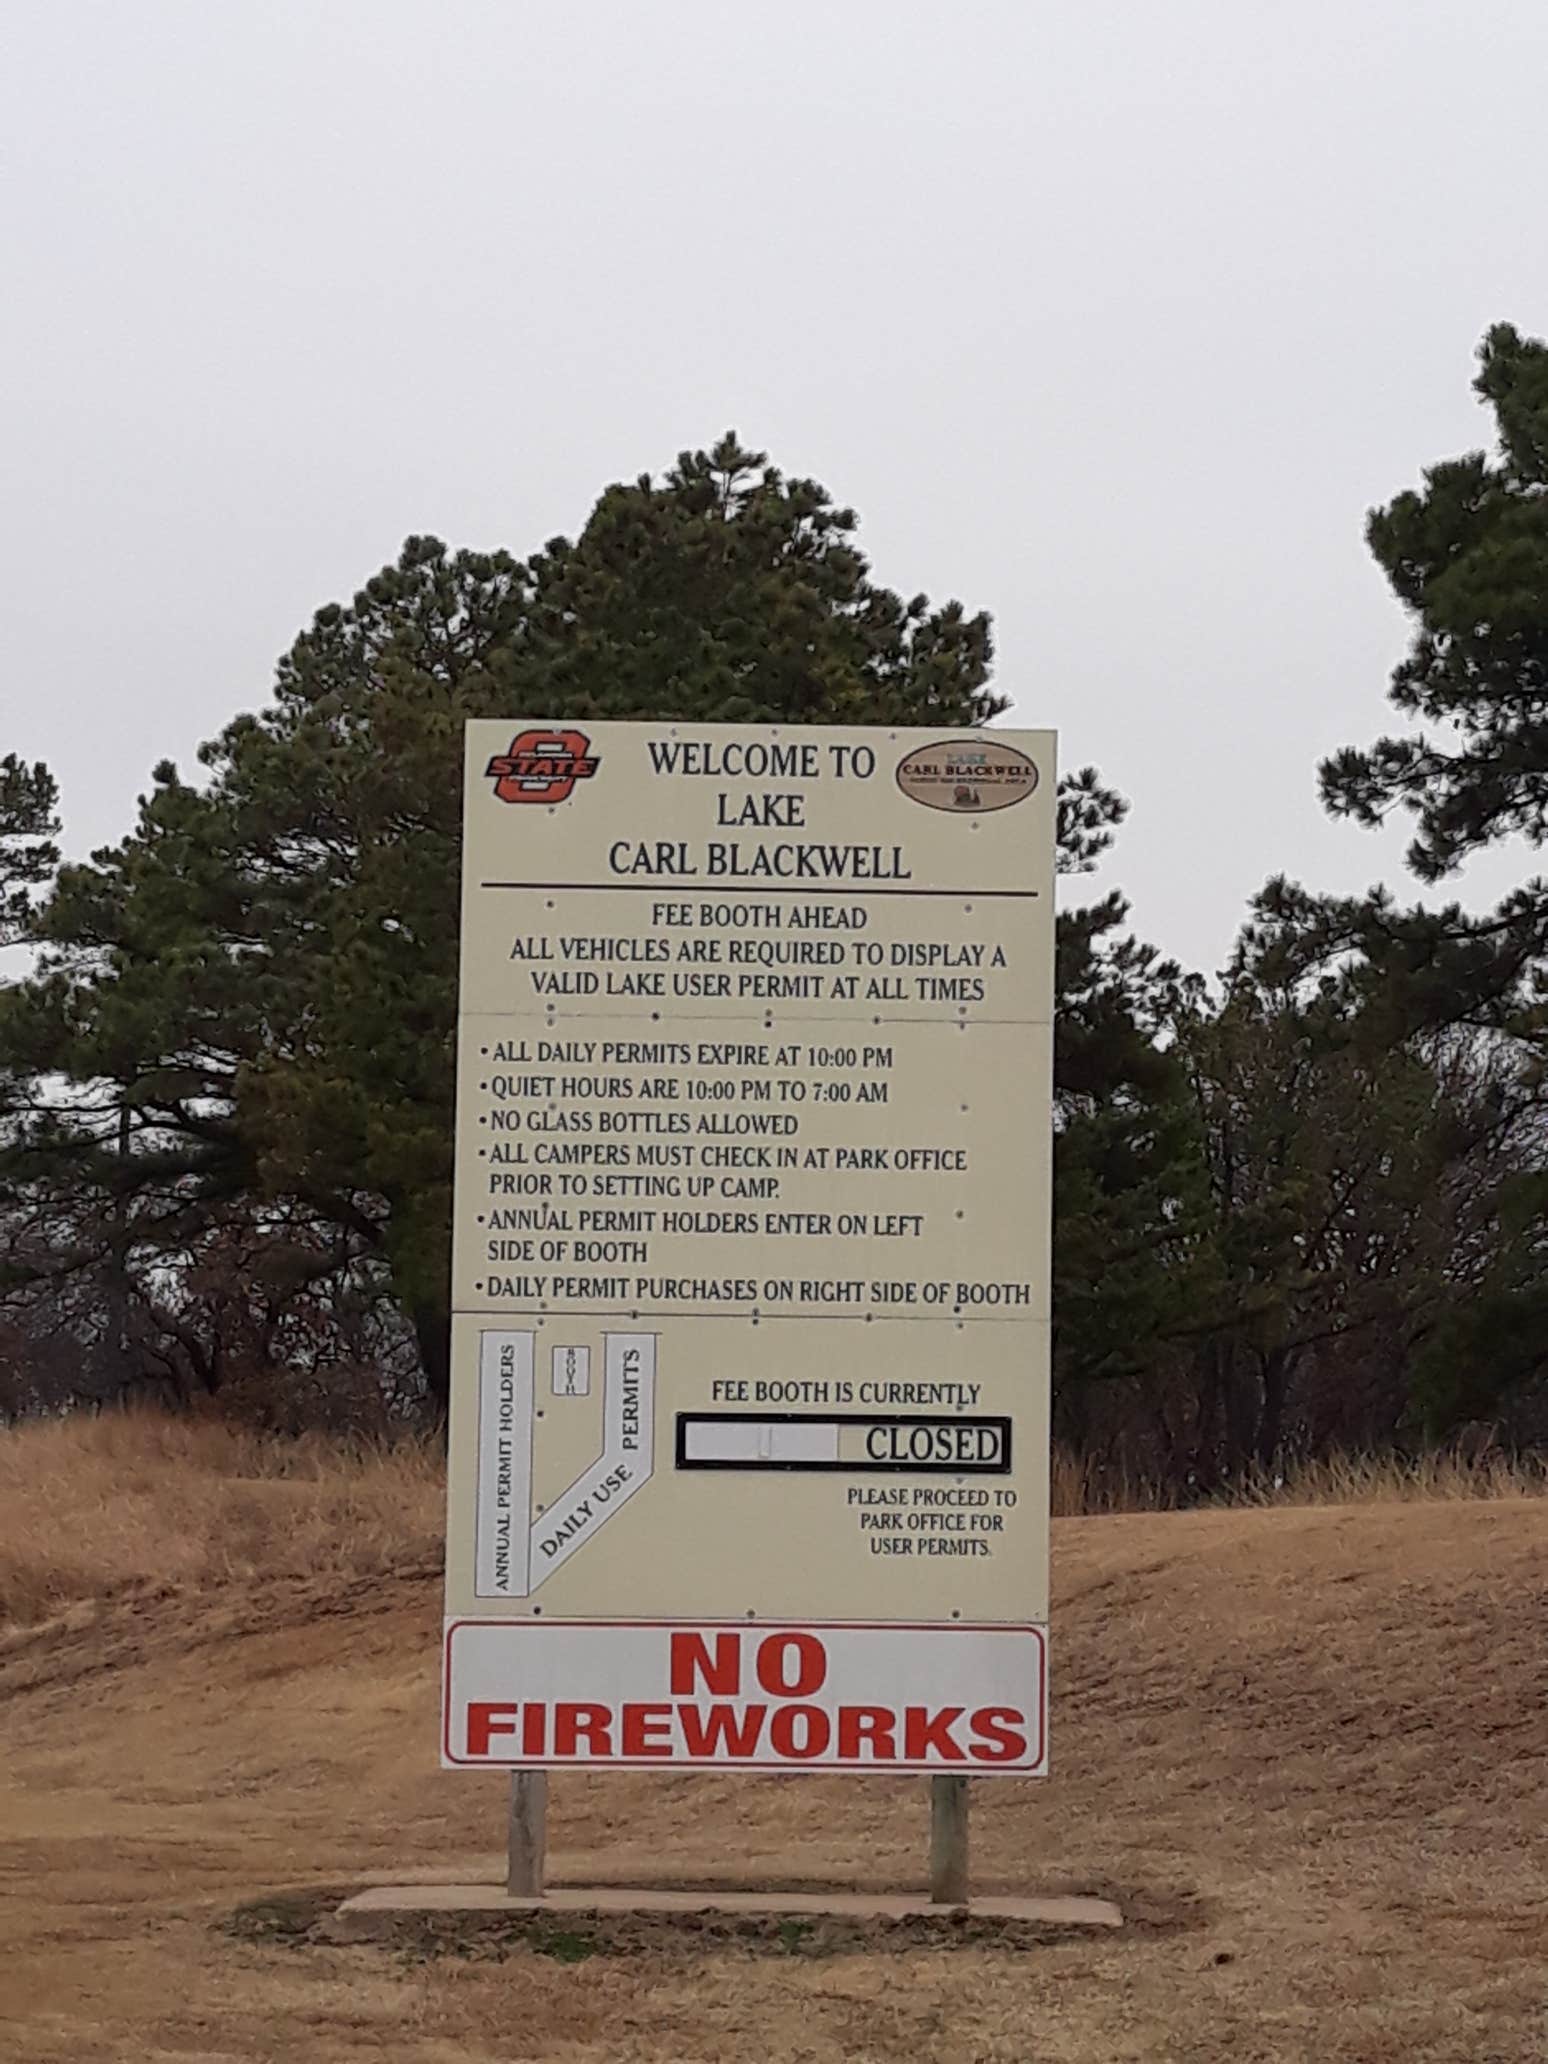 STATE
WELCOME TO
LAKE
CARL BLACKWELL
LAKE
CARL BLACKWELL
FEE BOOTH AHEAD
ALL VEHICLES ARE REQUIRED TO DISPLAY A
VALID LAKE USER PERMIT AT ALL TIMES
• ALL DAILY PERMITS EXPIRE AT 10:00 PM
• QUIET HOURS ARE 10:00 PM TO 7:00 AM
• NO GLASS BOTTLES ALLOWED
• ALL CAMPERS MUST CHECK IN AT PARK OFFICE
PRIOR TO SETTING UP CAMP.
• ANNUAL PERMIT HOLDERS ENTER ON LEFT
SIDE OF BOOTH
• DAILY PERMIT PURCHASES ON RIGHT SIDE OF BOOTH
ANNUAL PERMIT HOLDERS
BOOTH
DAILY USE PERMITS
FEE BOOTH IS CURRENTLY
CLOSED
PLEASE PROCEED TO
PARK OFFICE FOR
USER PERMITS.
NO
FIREWORKS